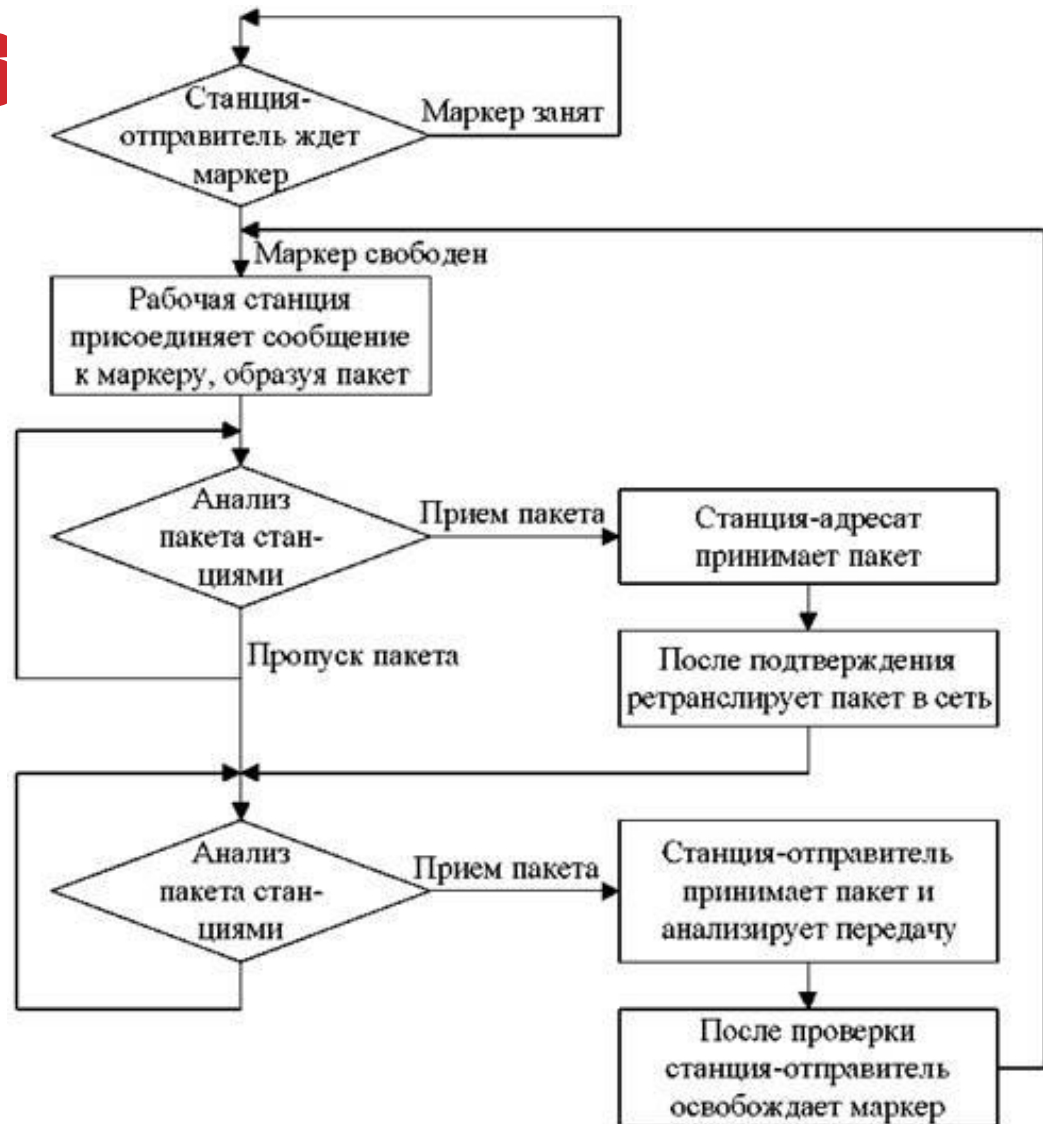 Станция-
отправитель ждет
маркер
Маркер занят
Маркер свободен
Рабочая станция
присоединяет сообщение
к маркеру, образуя пакет
Анализ
пакета стан-
циями
Прием пакета
Станция-адресат
принимает пакет
Пропуск пакета
После подтверждения
ретранслирует пакет в сеть
Анализ
пакета стан-
циями
Прием пакета
Станция-отправитель
принимает пакет и
анализирует передачу
После проверки
станция-отправитель
освобождает маркер